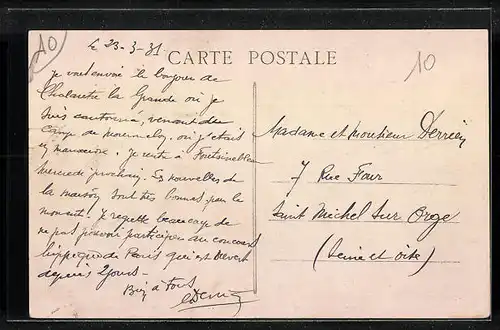 10
le 23-3-31
CARTE POSTALE
10
je vous envoie le bonjour de
Chalautre la Grande où je
suis cantonné, venant du
camp de mourmelon, où j'étais
en manœuvre. Je rentre à Fontainebleau
mercredi prochain. Les nouvelles de
la maison sont très bonnes pour le
moment. Je regrette beaucoup de
ne pas pouvoir participer au concours
hippique de Paris qui est ouvert
depuis 2 jours -
Bien à Vous
Madame et monsieur Derrien
7 Rue Four
Saint Michel sur Orge
(Seine et oise)